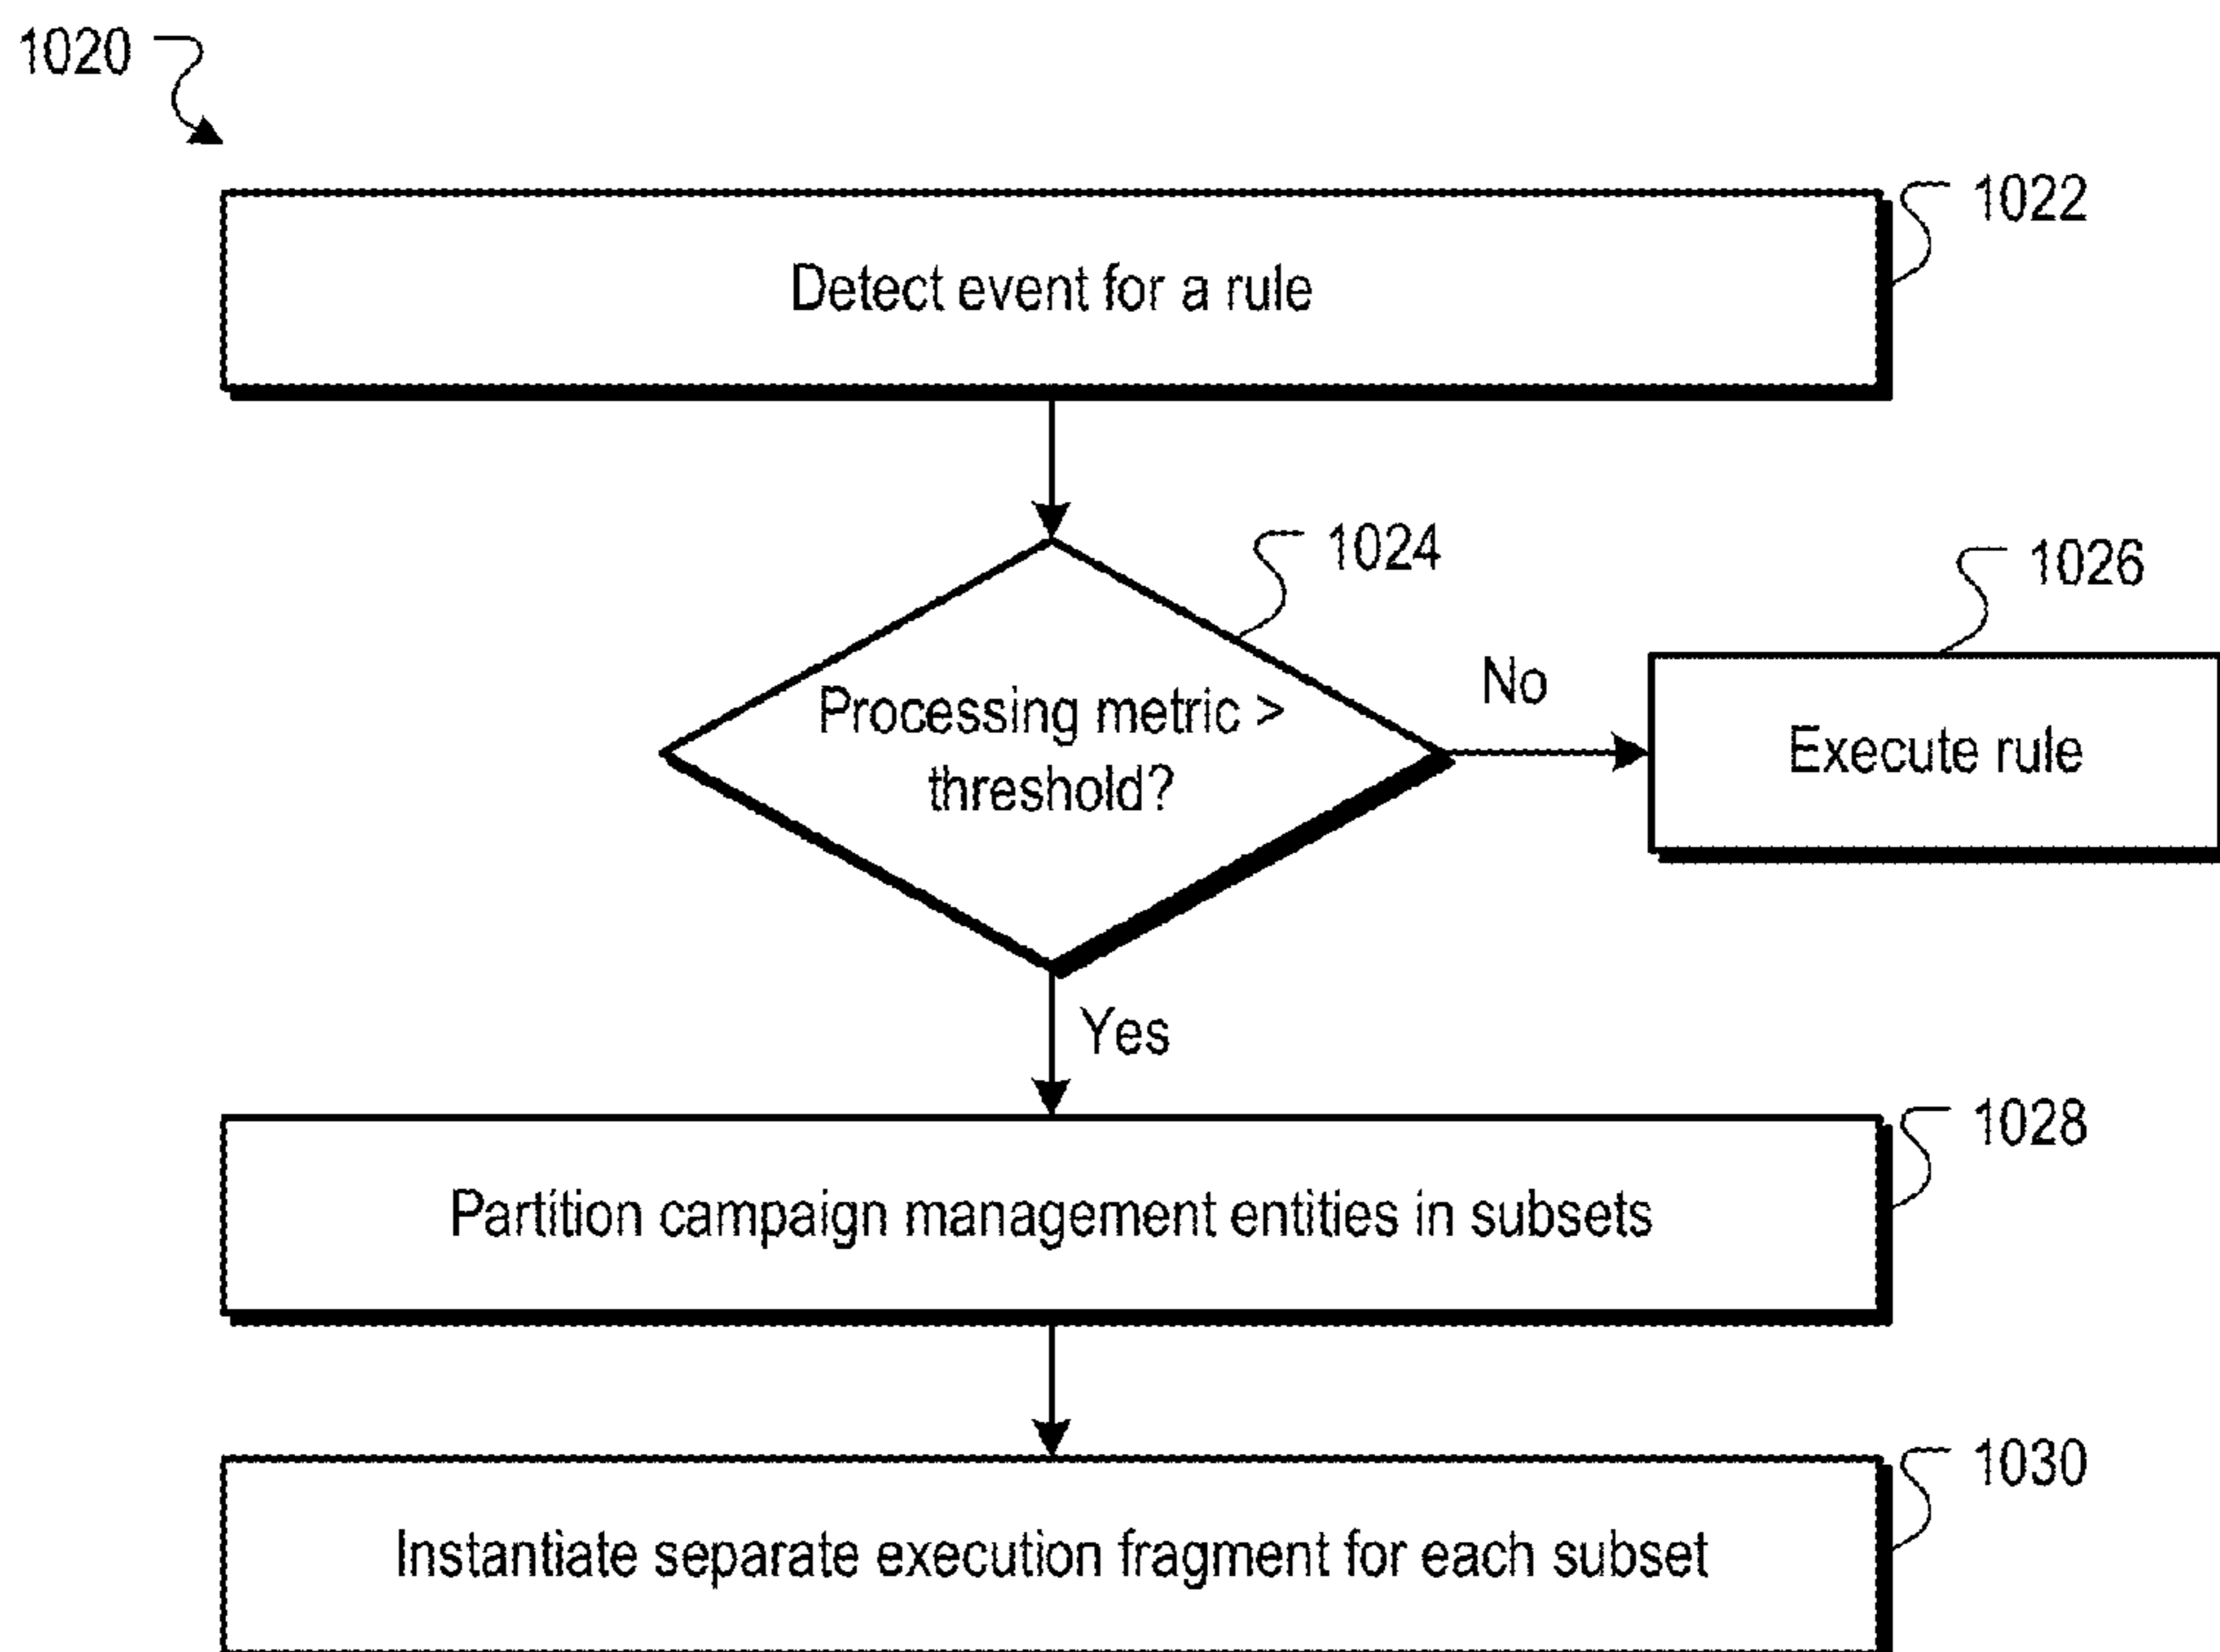 1020
1022
Detect event for a rule
1024
1026
Processing metric >
threshold?
No
Execute rule
Yes
1028
Partition campaign management entities in subsets
1030
Instantiate separate execution fragment for each subset